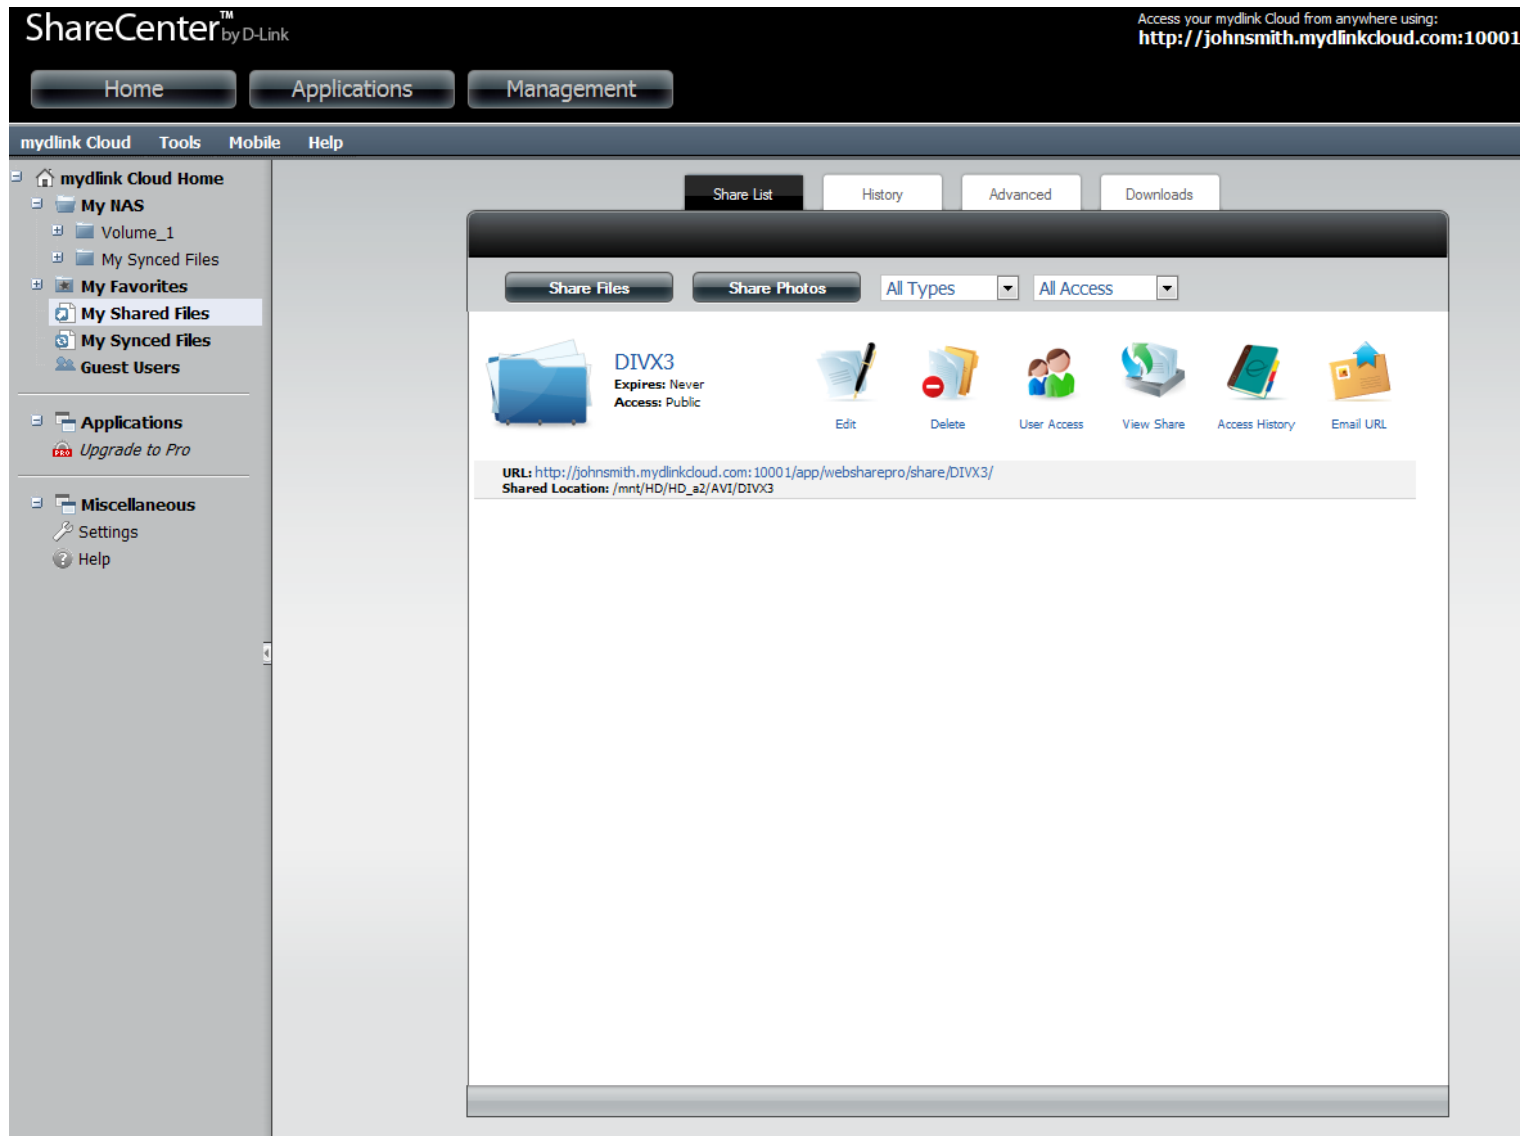 ShareCenter™ by D-Link
Access your mydlink Cloud from anywhere using:
http://johnsmith.mydlinkcloud.com:10001
Home Applications Management
mydlink Cloud Tools Mobile Help
mydlink Cloud Home
My NAS
Volume_1
My Synced Files
My Favorites
My Shared Files
My Synced Files
Guest Users
Applications
PRO Upgrade to Pro
Miscellaneous
Settings
Help
Share List History Advanced Downloads
Share Files Share Photos All Types All Access
DIVX3
Expires: Never
Access: Public
Edit Delete User Access View Share Access History Email URL
URL: http://johnsmith.mydlinkcloud.com:10001/app/websharepro/share/DIVX3/
Shared Location: /mnt/HD/HD_a2/AVI/DIVX3